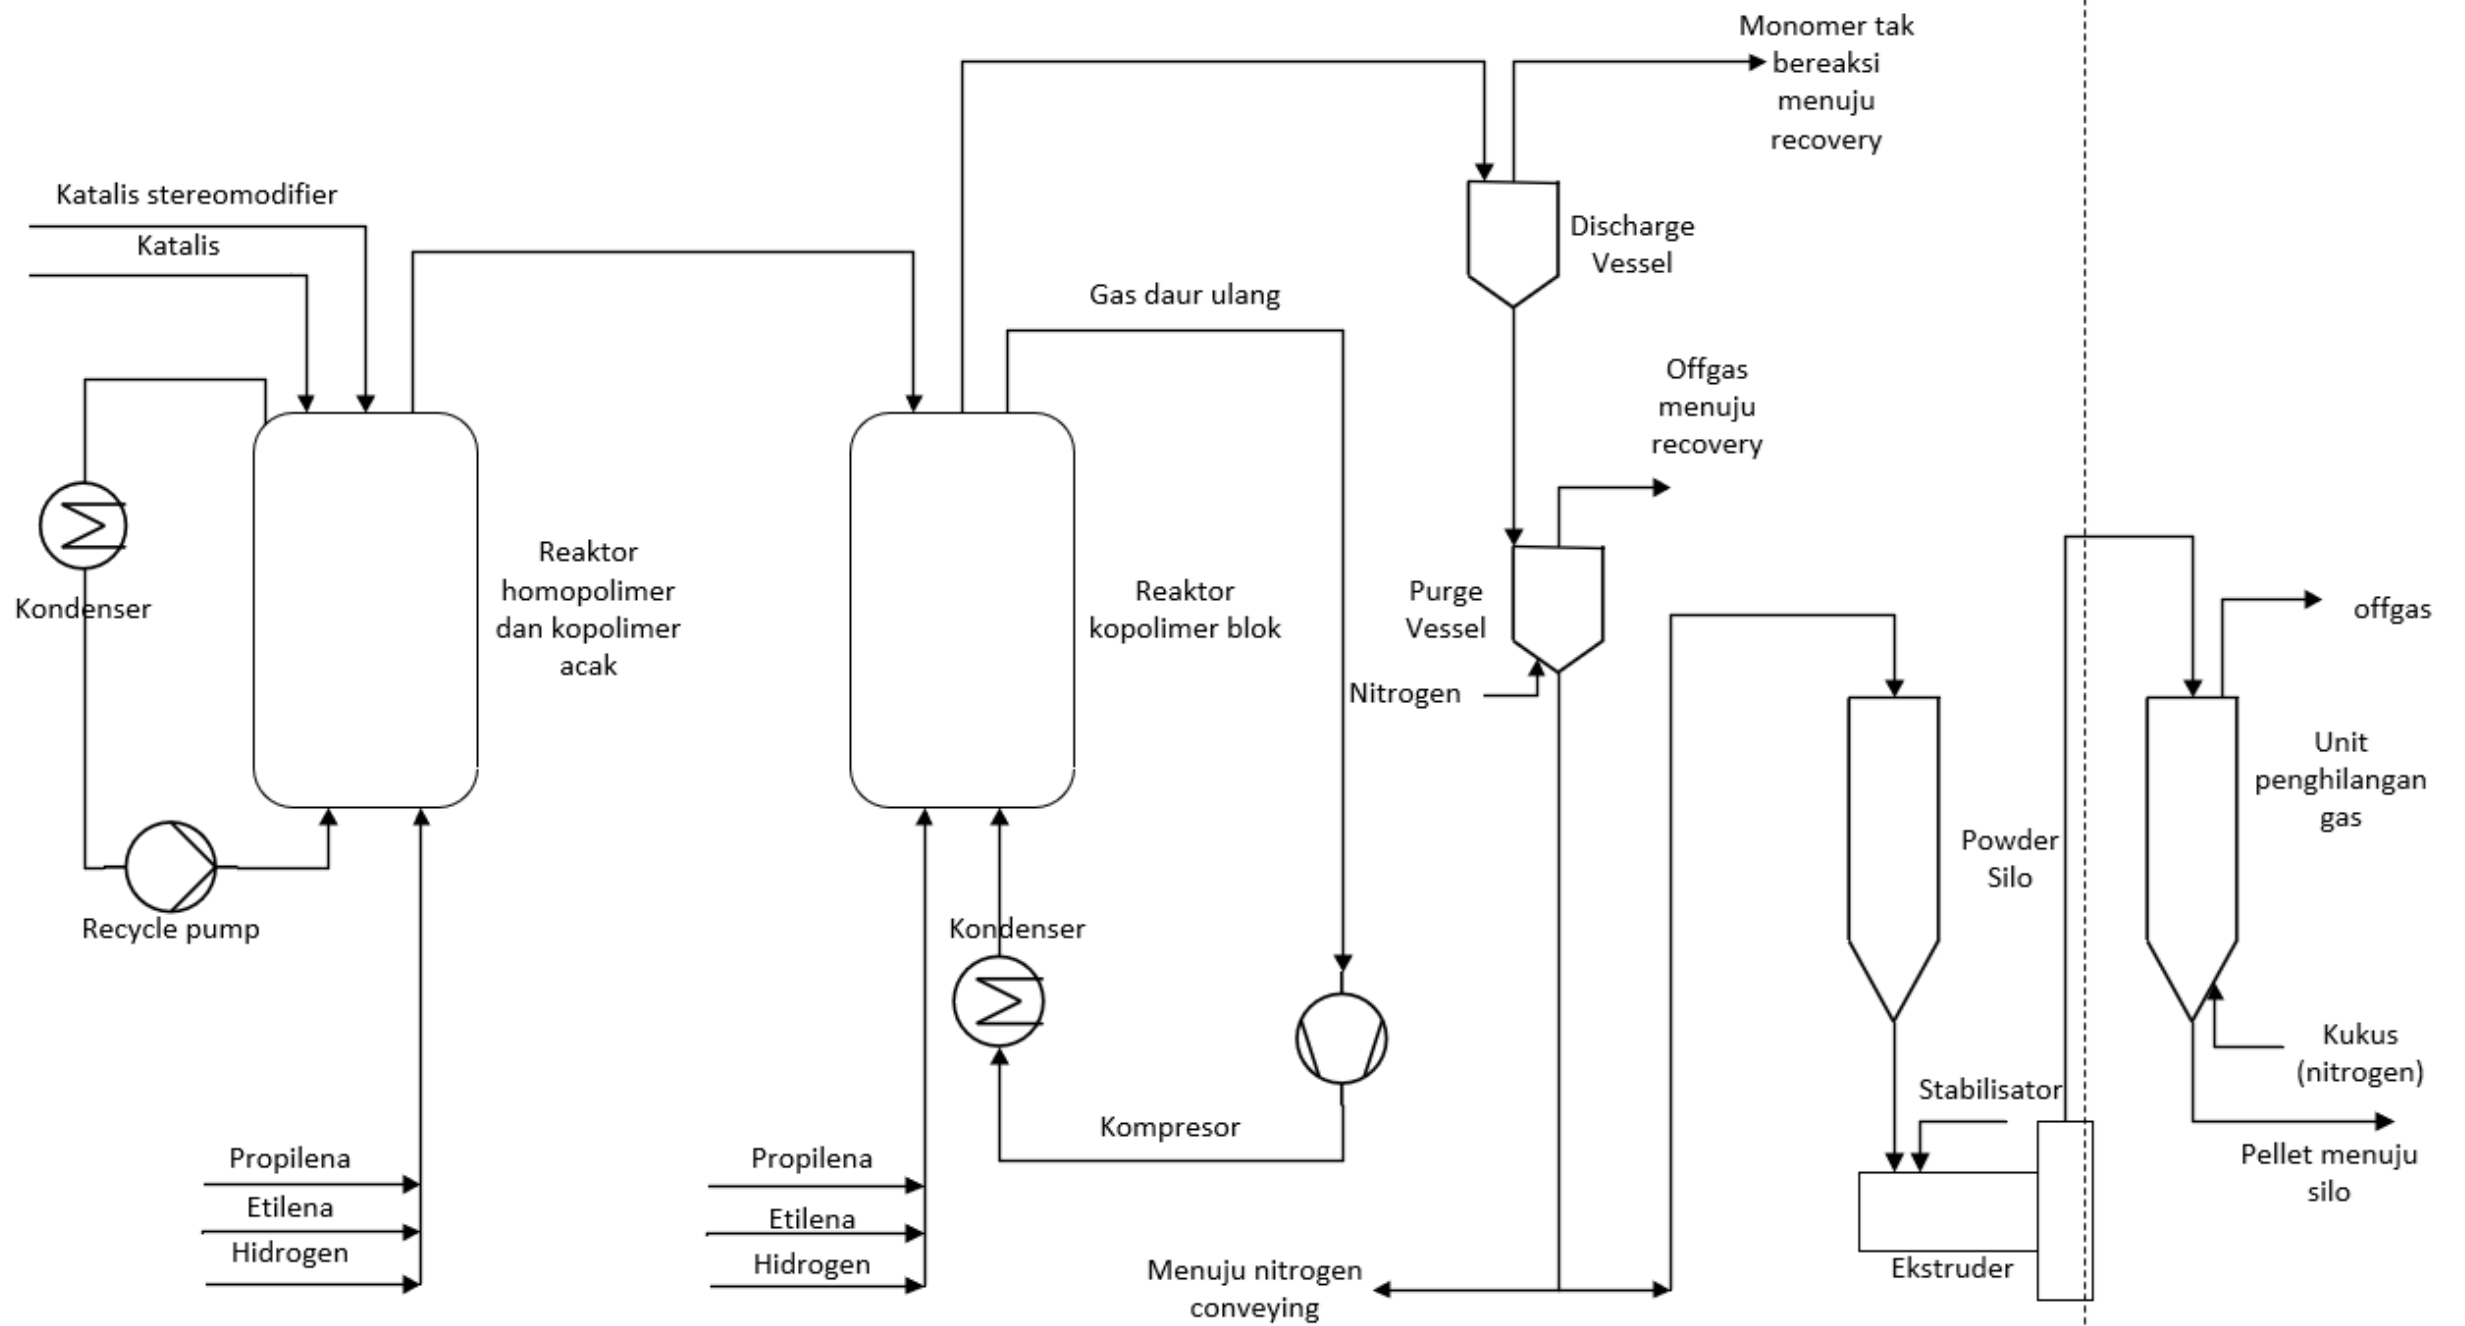 Monomer tak
bereaksi
menuju
recovery
Katalis stereomodifier
Katalis
Discharge
Vessel
Gas daur ulang
Offgas
menuju
recovery
Kondenser
Reaktor
homopolimer
dan kopolimer
acak
Reaktor
kopolimer blok
Purge
Vessel
Nitrogen
offgas
Unit
penghilangan
gas
Powder
Silo
Recycle pump
Kondenser
Kukus
(nitrogen)
Stabilisator
Kompresor
Propilena
Etilena
Hidrogen
Propilena
Etilena
Hidrogen
Pellet menuju
silo
Menuju nitrogen
conveying
Ekstruder